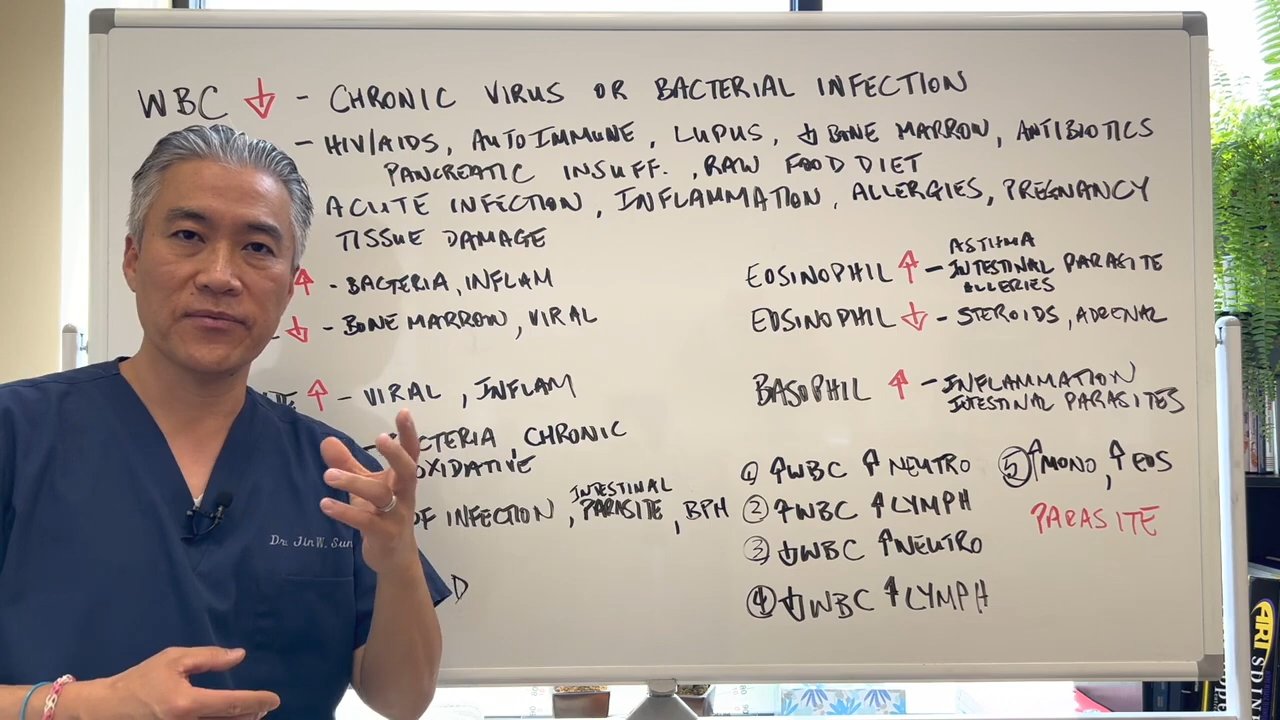 WBC ↓ - CHRONIC VIRUS OR BACTERIAL INFECTION
- HIV/AIDS, AUTOIMMUNE, LUPUS, ↓ BONE MARROW, ANTIBIOTICS
PANCREATIC INSUFF. , RAW FOOD DIET
ACUTE INFECTION, INFLAMMATION, ALLERGIES, PREGNANCY
TISSUE DAMAGE
↑ - BACTERIA, INFLAM
↓ - BONE MARROW, VIRAL
↑ - VIRAL, INFLAM
CHRONIC
OXIDATIVE
OF INFECTION, INTESTINAL PARASITE, BPH
D
EOSINOPHIL ↑ - ASTHMA
INTESTINAL PARASITE
ALLERIES
EOSINOPHIL ↓ - STEROIDS, ADRENAL
BASOPHIL ↑ - INFLAMMATION
INTESTINAL PARASITES
① ↑WBC ↑NEUTRO
② ↑WBC ↑LYMPH
③ ↓WBC ↑NEUTRO
④ ↓WBC ↑LYMPH
⑤ ↑MONO, ↑EOS
PARASITE
Dr. Jin W. Sun
ARI
SPINE